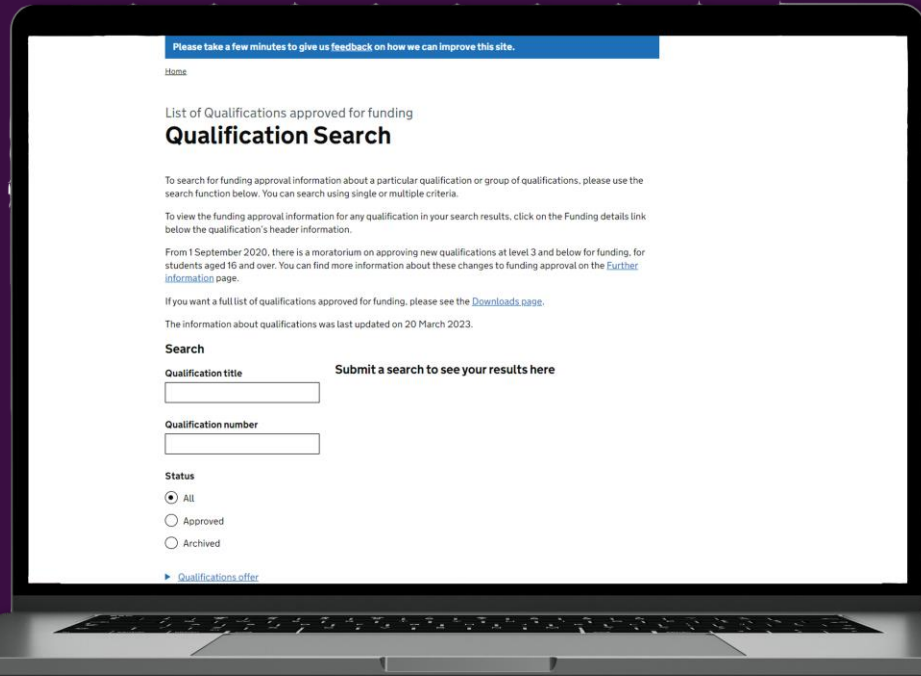 Please take a few minutes to give us feedback on how we can improve this site.
Home
List of Qualifications approved for funding
Qualification Search
To search for funding approval information about a particular qualification or group of qualifications, please use the
search function below. You can search using single or multiple criteria.
To view the funding approval information for any qualification in your search results, click on the Funding details link
below the qualification's header information.
From 1 September 2020, there is a moratorium on approving new qualifications at level 3 and below for funding, for
students aged 16 and over. You can find more information about these changes to funding approval on the Further
information page.
If you want a full list of qualifications approved for funding, please see the Downloads page.
The information about qualifications was last updated on 20 March 2023.
Search
Qualification title
Submit a search to see your results here
Qualification number
Status
All
Approved
Archived
Qualifications offer